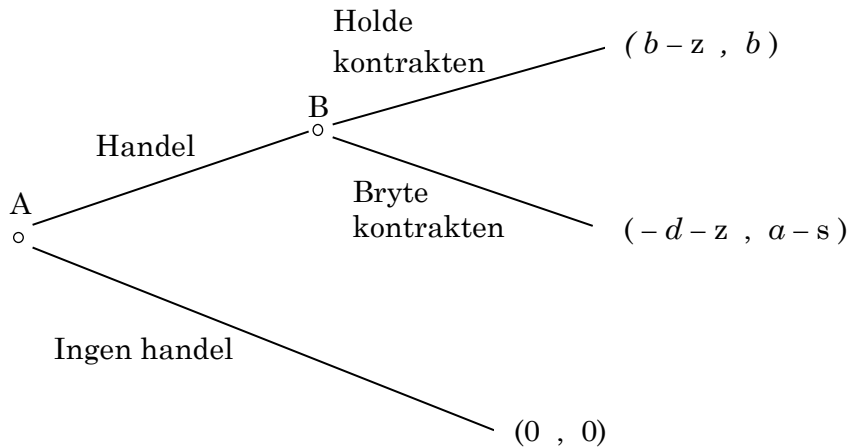 Holde
kontrakten
( b – z , b )
B
Handel
A
Bryte
kontrakten
( – d – z , a – s )
Ingen handel
(0 , 0)